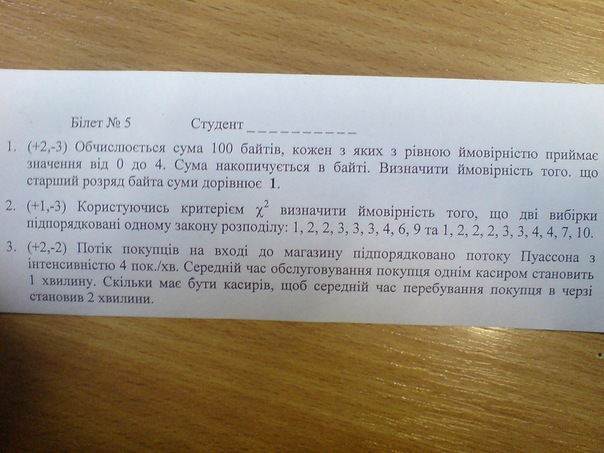 Білет № 5 Студент _ _ _ _ _ _ _ _ _ _
1. (+2,-3) Обчислюється сума 100 байтів, кожен з яких з рівною ймовірністю приймає
значення від 0 до 4. Сума накопичується в байті. Визначити ймовірність того. що
старший розряд байта суми дорівнює 1.
2. (+1,-3) Користуючись критерієм χ² визначити ймовірність того, що дві вибірки
підпорядковані одному закону розподілу: 1, 2, 2, 3, 3, 3, 4, 6, 9 та 1, 2, 2, 2, 3, 3, 4, 4, 7, 10.
3. (+2,-2) Потік покупців на вході до магазину підпорядковано потоку Пуассона з
інтенсивністю 4 пок./хв. Середній час обслуговування покупця однім касиром становить
1 хвилину. Скільки має бути касирів, щоб середній час перебування покупця в черзі
становив 2 хвилини.